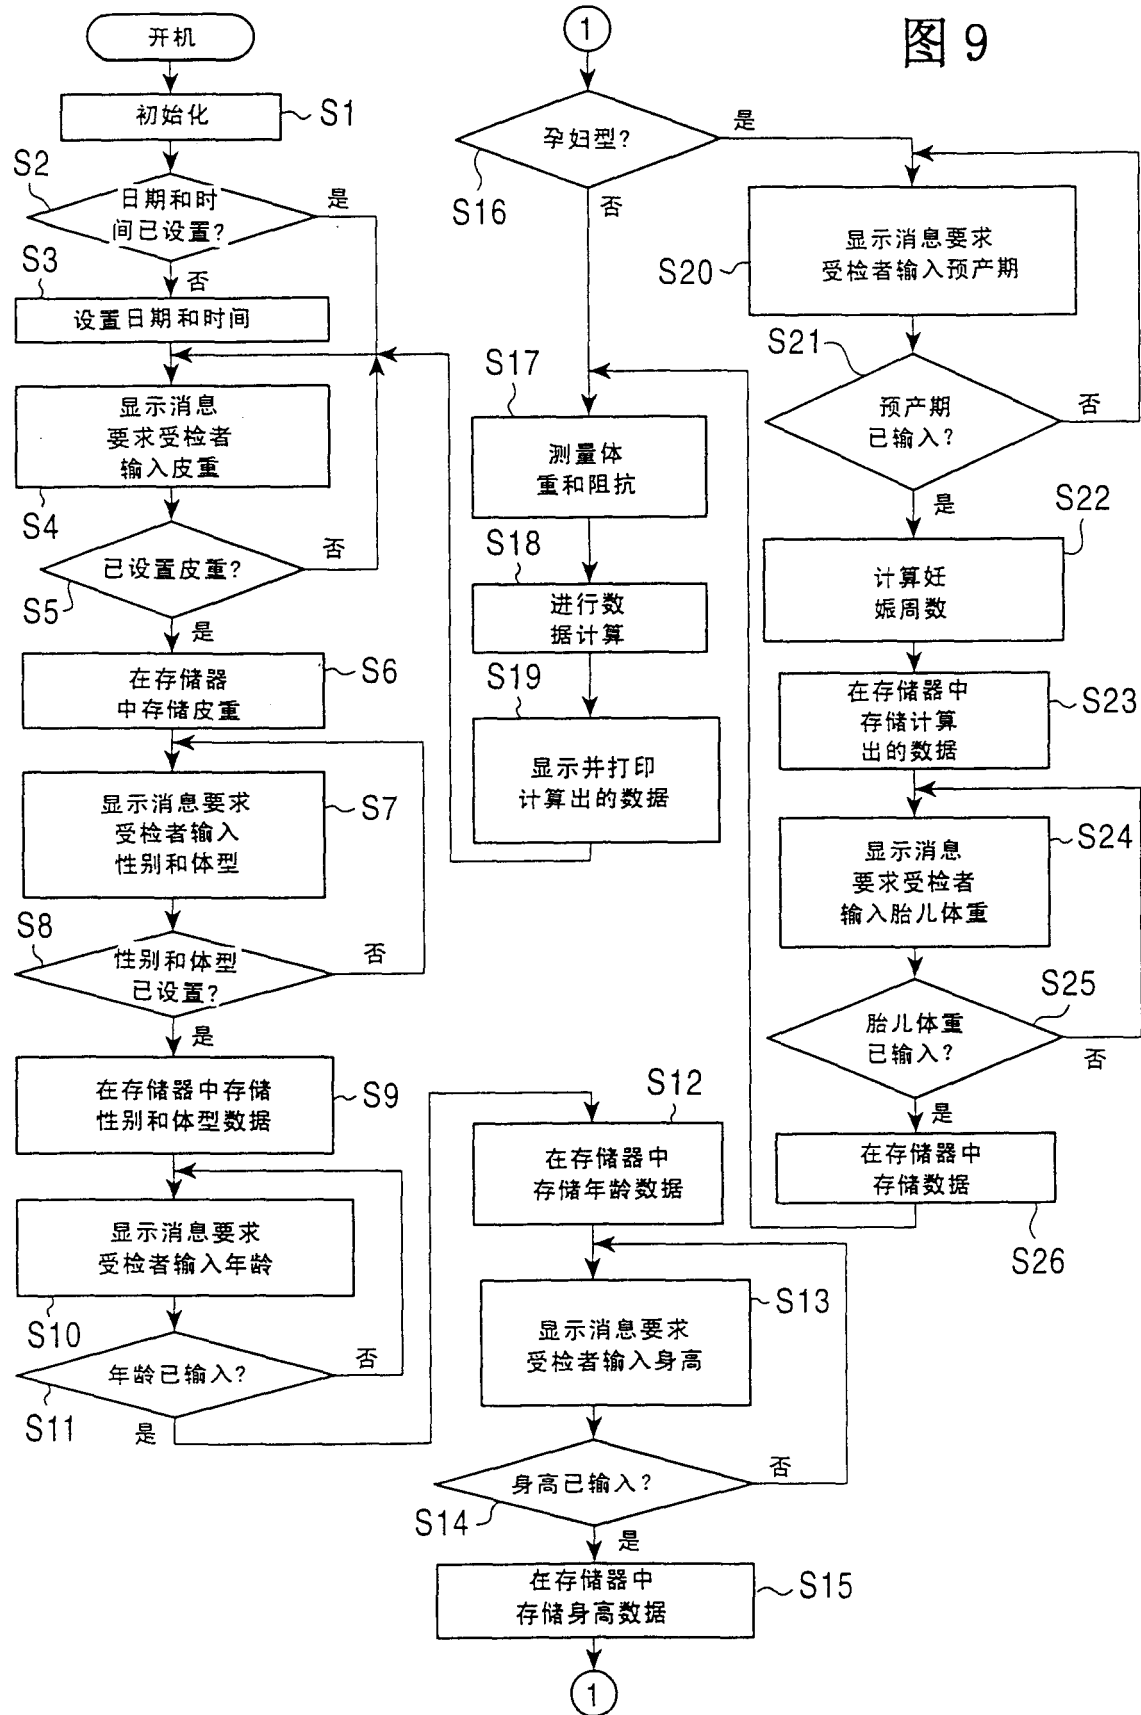 图 9
开机
初始化
S1
S2
日期和时
间已设置?
是
否
S3
设置日期和时间
显示消息
要求受检者
输入皮重
S4
已设置皮重?
否
S5
是
在存储器
中存储皮重
S6
显示消息要求
受检者输入
性别和体型
S7
S8
性别和体型
已设置?
否
是
在存储器中存储
性别和体型数据
S9
显示消息要求
受检者输入年龄
S10
年龄已输入?
否
S11
是
S12
在存储器中
存储年龄数据
显示消息要求
受检者输入身高
S13
身高已输入?
否
S14
是
在存储器中
存储身高数据
S15
1
1
孕妇型?
是
S16
否
S17
测量体
重和阻抗
S18
进行数
据计算
S19
显示并打印
计算出的数据
显示消息要求
受检者输入预产期
S20
S21
预产期
已输入?
否
是
S22
计算妊
娠周数
在存储器中
存储计算
出的数据
S23
显示消息
要求受检者
输入胎儿体重
S24
胎儿体重
已输入?
S25
否
是
在存储器中
存储数据
S26